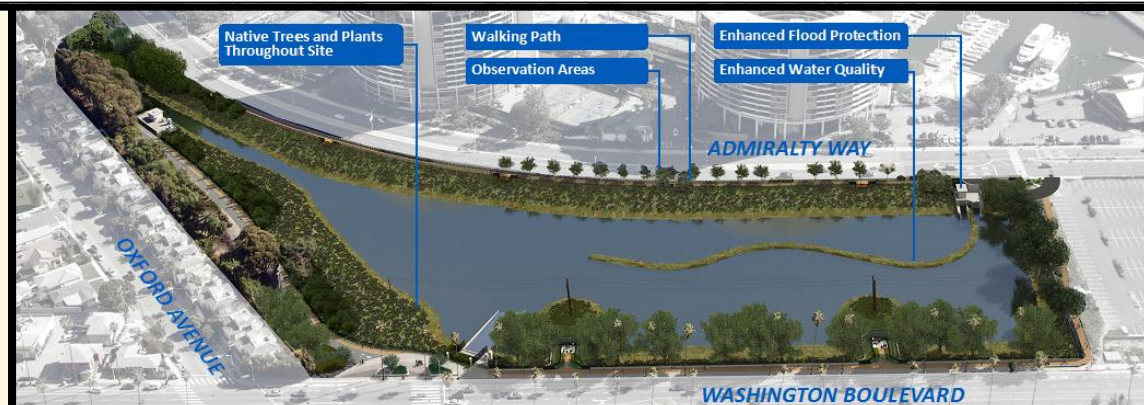 Native Trees and Plants
Throughout Site
Walking Path
Observation Areas
Enhanced Flood Protection
Enhanced Water Quality
ADMIRALTY WAY
OXFORD AVENUE
WASHINGTON BOULEVARD